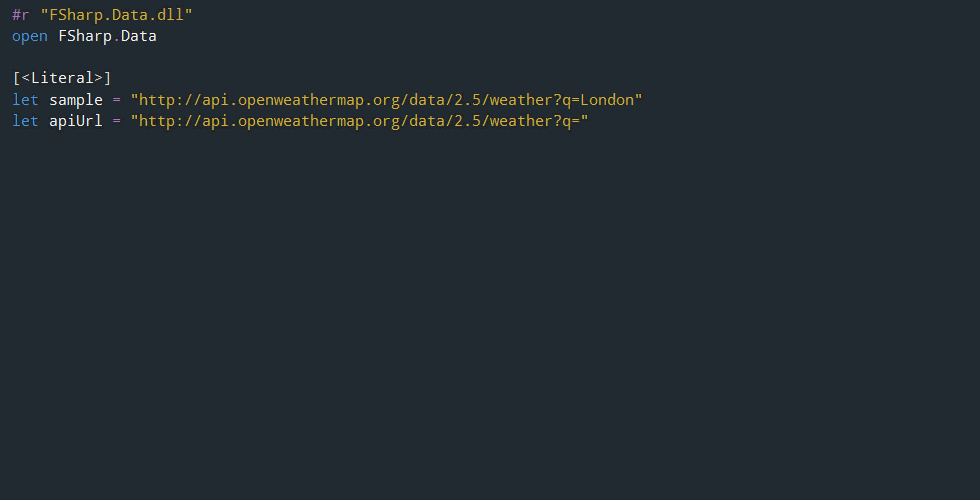 #r "FSharp.Data.dll"
open FSharp.Data
[<Literal>]
let sample = "http://api.openweathermap.org/data/2.5/weather?q=London"
let apiUrl = "http://api.openweathermap.org/data/2.5/weather?q="